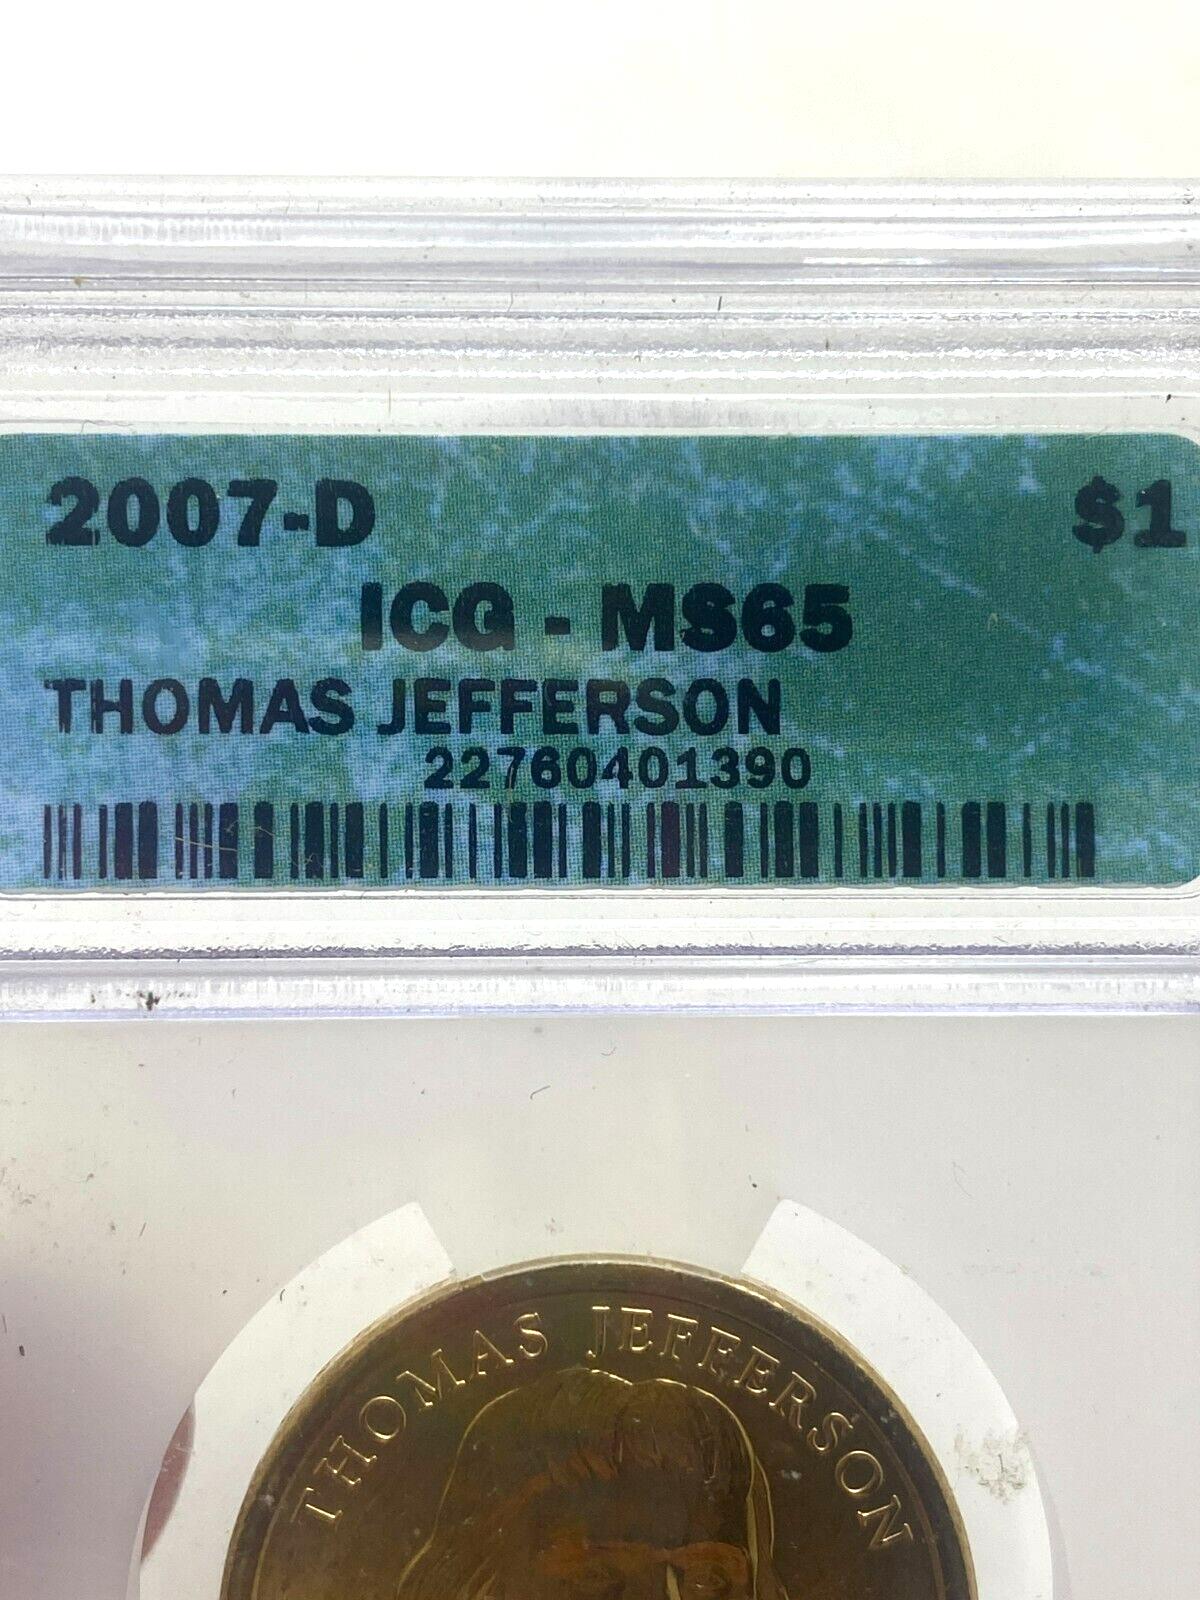 2007-D $1
ICG - MS65
THOMAS JEFFERSON
22760401390
THOMAS JEFFERSON